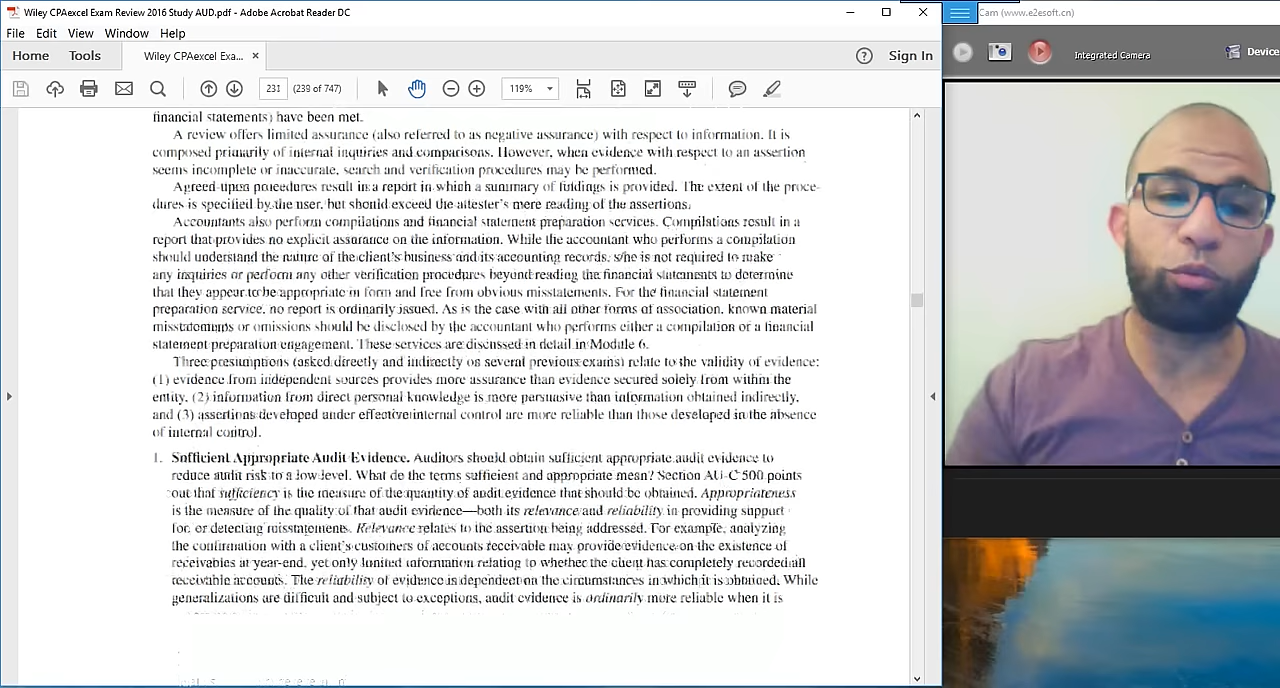 Wiley CPAexcel Exam Review 2016 Study AUD.pdf - Adobe Acrobat Reader DC
Cam (www.e2esoft.cn)
File Edit View Window Help
Home Tools Wiley CPAexcel Exa... × Sign In
Integrated Camera
Device
231 (239 of 747) 119%
financial statements) have been met.
A review offers limited assurance (also referred to as negative assurance) with respect to information. It is
composed primarily of internal inquiries and comparisons. However, when evidence with respect to an assertion
seems incomplete or inaccurate, search and verification procedures may be performed.
Agreed-upon procedures result in a report in which a summary of findings is provided. The extent of the proce-
dures is specified by the user, but should exceed the attester's mere reading of the assertions.
Accountants also perform compilations and financial statement preparation services. Compilations result in a
report that provides no explicit assurance on the information. While the accountant who performs a compilation
should understand the nature of the client's business and its accounting records, s/he is not required to make
any inquiries or perform any other verification procedures beyond reading the financial statements to determine
that they appear to be appropriate in form and free from obvious misstatements. For the financial statement
preparation service, no report is ordinarily issued. As is the case with all other forms of association, known material
misstatements or omissions should be disclosed by the accountant who performs either a compilation or a financial
statement preparation engagement. These services are discussed in detail in Module 6.
Three presumptions (asked directly and indirectly on several previous exams) relate to the validity of evidence:
(1) evidence from independent sources provides more assurance than evidence secured solely from within the
entity, (2) information from direct personal knowledge is more persuasive than information obtained indirectly,
and (3) assertions developed under effective internal control are more reliable than those developed in the absence
of internal control.
1. Sufficient Appropriate Audit Evidence. Auditors should obtain sufficient appropriate audit evidence to
reduce audit risk to a low level. What do the terms sufficient and appropriate mean? Section AU-C 500 points
out that sufficiency is the measure of the quantity of audit evidence that should be obtained. Appropriateness
is the measure of the quality of that audit evidence—both its relevance and reliability in providing support
for, or detecting misstatements. Relevance relates to the assertion being addressed. For example, analyzing
the confirmation with a client's customers of accounts receivable may provide evidence on the existence of
receivables at year-end, yet only limited information relating to whether the client has completely recorded all
receivable accounts. The reliability of evidence is dependent on the circumstances in which it is obtained. While
generalizations are difficult and subject to exceptions, audit evidence is ordinarily more reliable when it is